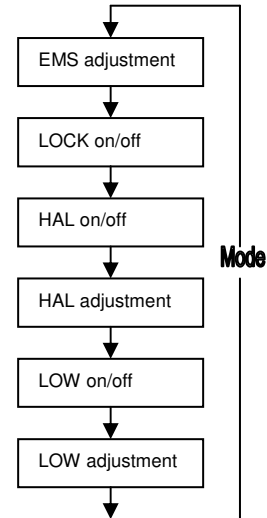 EMS adjustment
LOCK on/off
HAL on/off
Mode
HAL adjustment
LOW on/off
LOW adjustment